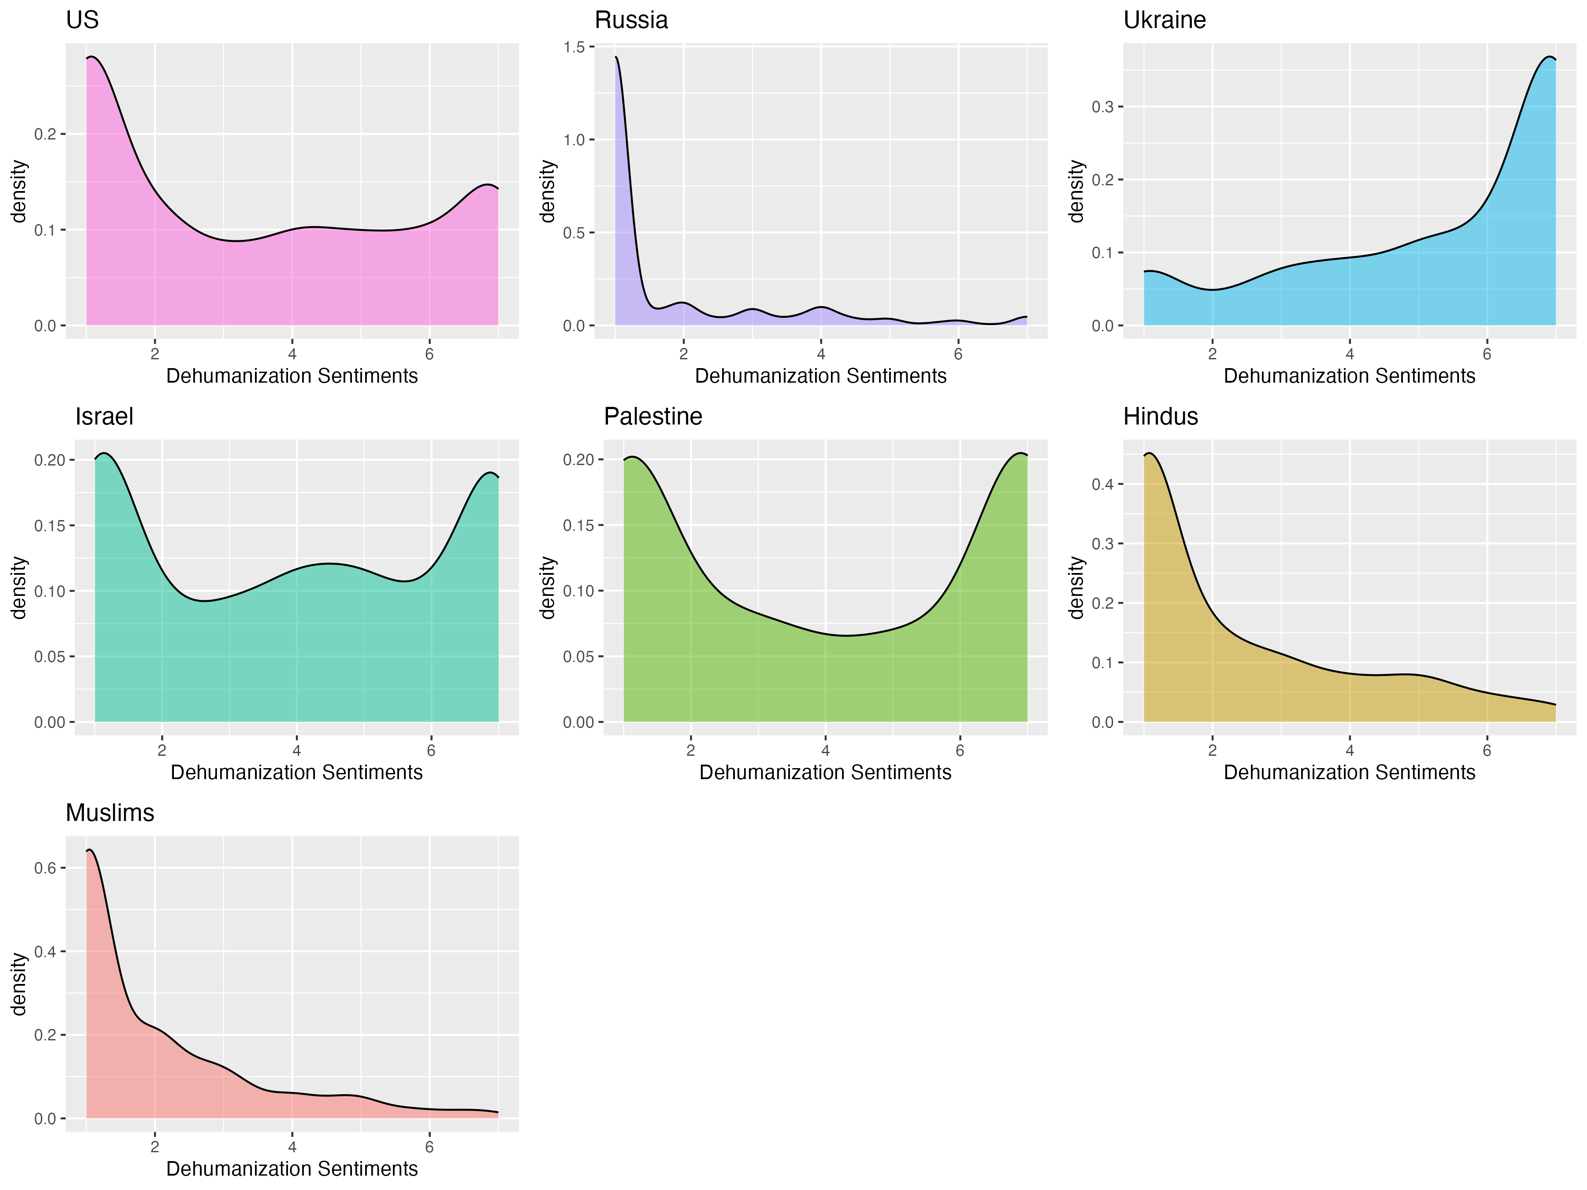 US
Russia
Ukraine
density
0.2
0.1
0.0
2 4 6
Dehumanization Sentiments
density
1.5
1.0
0.5
0.0
2 4 6
Dehumanization Sentiments
density
0.3
0.2
0.1
0.0
2 4 6
Dehumanization Sentiments
Israel
Palestine
Hindus
density
0.20
0.15
0.10
0.05
0.00
2 4 6
Dehumanization Sentiments
density
0.20
0.15
0.10
0.05
0.00
2 4 6
Dehumanization Sentiments
density
0.4
0.3
0.2
0.1
0.0
2 4 6
Dehumanization Sentiments
Muslims
density
0.6
0.4
0.2
0.0
2 4 6
Dehumanization Sentiments